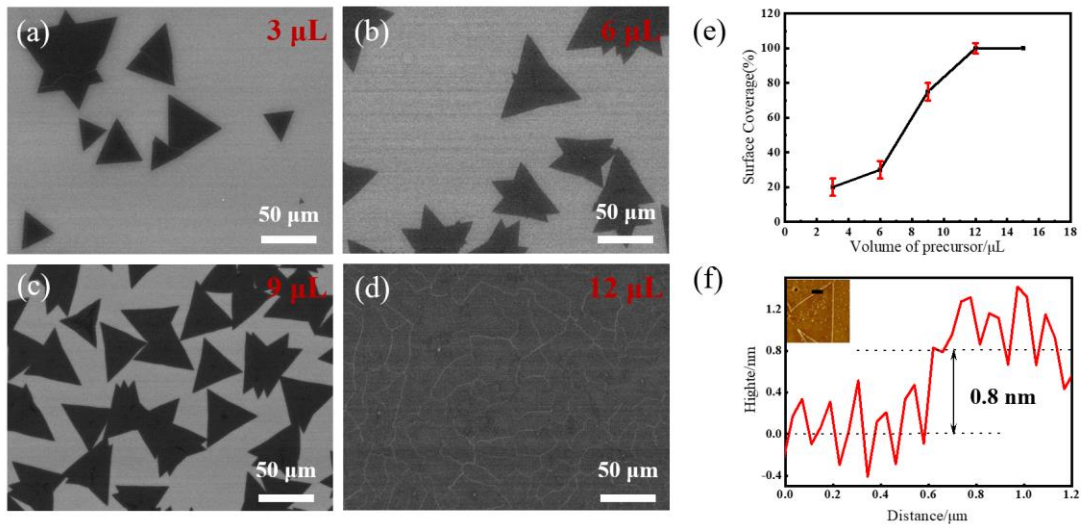 (a)
3 μL
50 μm
(b)
6 μL
50 μm
(c)
9 μL
50 μm
(d)
12 μL
50 μm
(e)
100
80
60
40
20
0
Surface Coverage(%)
0 2 4 6 8 10 12 14 16 18
Volume of precursor/μL
(f)
1.2
0.8
0.4
0.0
-0.4
Highte/nm
0.8 nm
0.0 0.2 0.4 0.6 0.8 1.0 1.2
Distance/μm